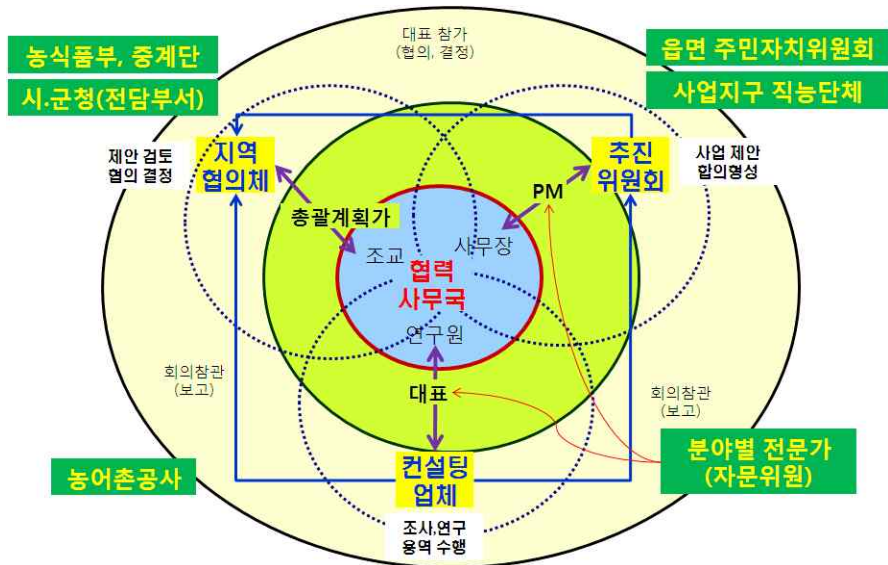 대표 참가
(협의, 결정)
농식품부, 중계단
시.군청(전담부서)
읍면 주민자치위원회
사업지구 직능단체
제안 검토
협의 결정
지역
협의체
추진
위원회
사업 제안
합의형성
PM
총괄계획가
조교
사무장
협력
사무국
연구원
대표
회의참관
(보고)
회의참관
(보고)
농어촌공사
컨설팅
업체
조사,연구
용역 수행
분야별 전문가
(자문위원)